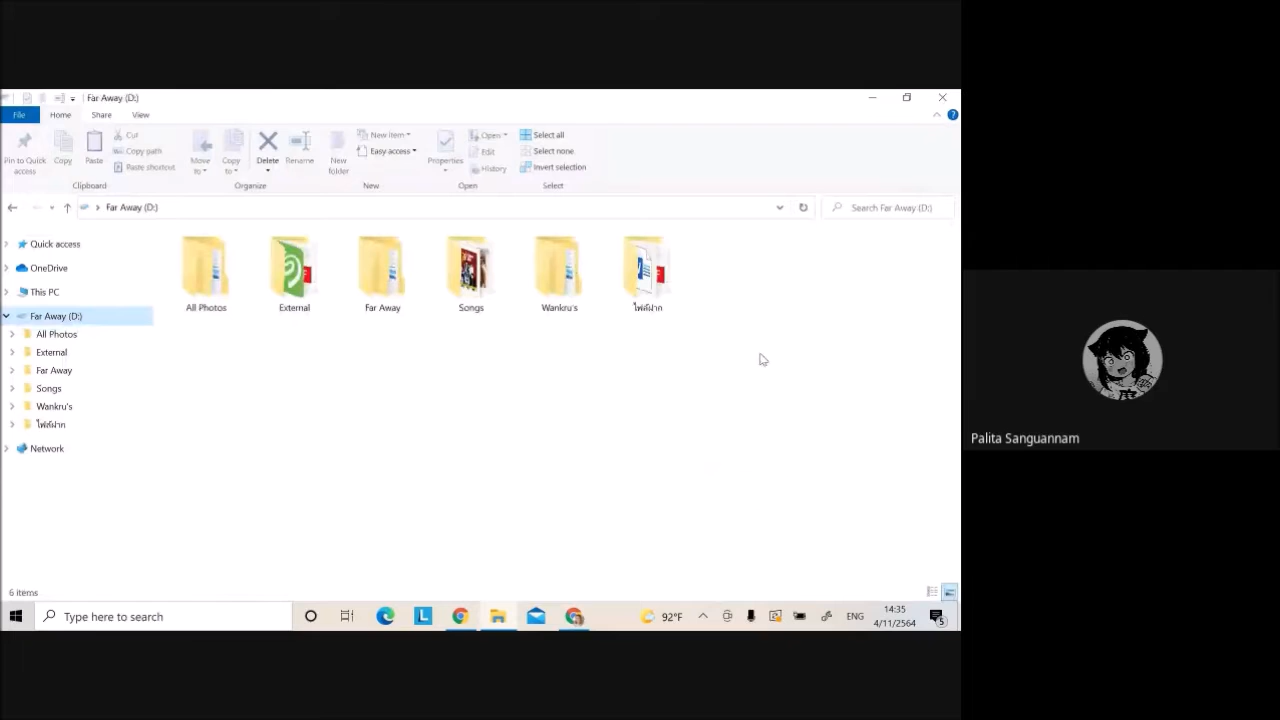 Far Away (D:)
File Home Share View
Pin to Quick access
Copy
Paste
Cut
Copy path
Paste shortcut
Clipboard
Move to
Copy to
Delete
Rename
Organize
New folder
New item
Easy access
New
Properties
Open
Edit
History
Open
Select all
Select none
Invert selection
Select
Far Away (D:)
Search Far Away (D:)
Quick access
OneDrive
This PC
Far Away (D:)
All Photos
External
Far Away
Songs
Wankru's
ไฟล์ฝาก
Network
All Photos External Far Away Songs Wankru's ไฟล์ฝาก
Palita Sanguannam
6 items
Type here to search
L
92°F
ENG
14:35
4/11/2564
5